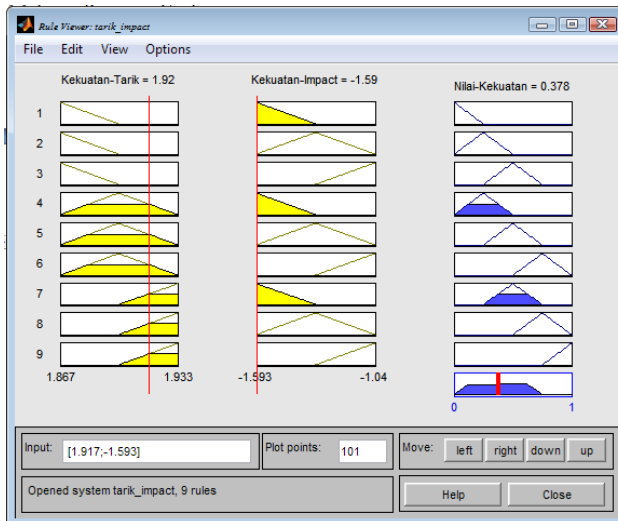 Rule Viewer: tarik_impact
File Edit View Options
Kekuatan-Tarik = 1.92 Kekuatan-Impact = -1.59 Nilai-Kekuatan = 0.378
1
2
3
4
5
6
7
8
9
1.867 1.933 -1.593 -1.04
0 1
Input: [1.917;-1.593] Plot points: 101 Move: left right down up
Opened system tarik_impact, 9 rules Help Close